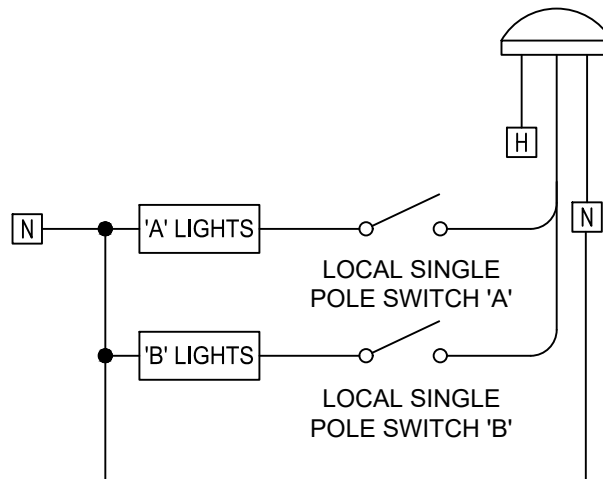 H
N
'A' LIGHTS
N
LOCAL SINGLE
POLE SWITCH 'A'
'B' LIGHTS
LOCAL SINGLE
POLE SWITCH 'B'